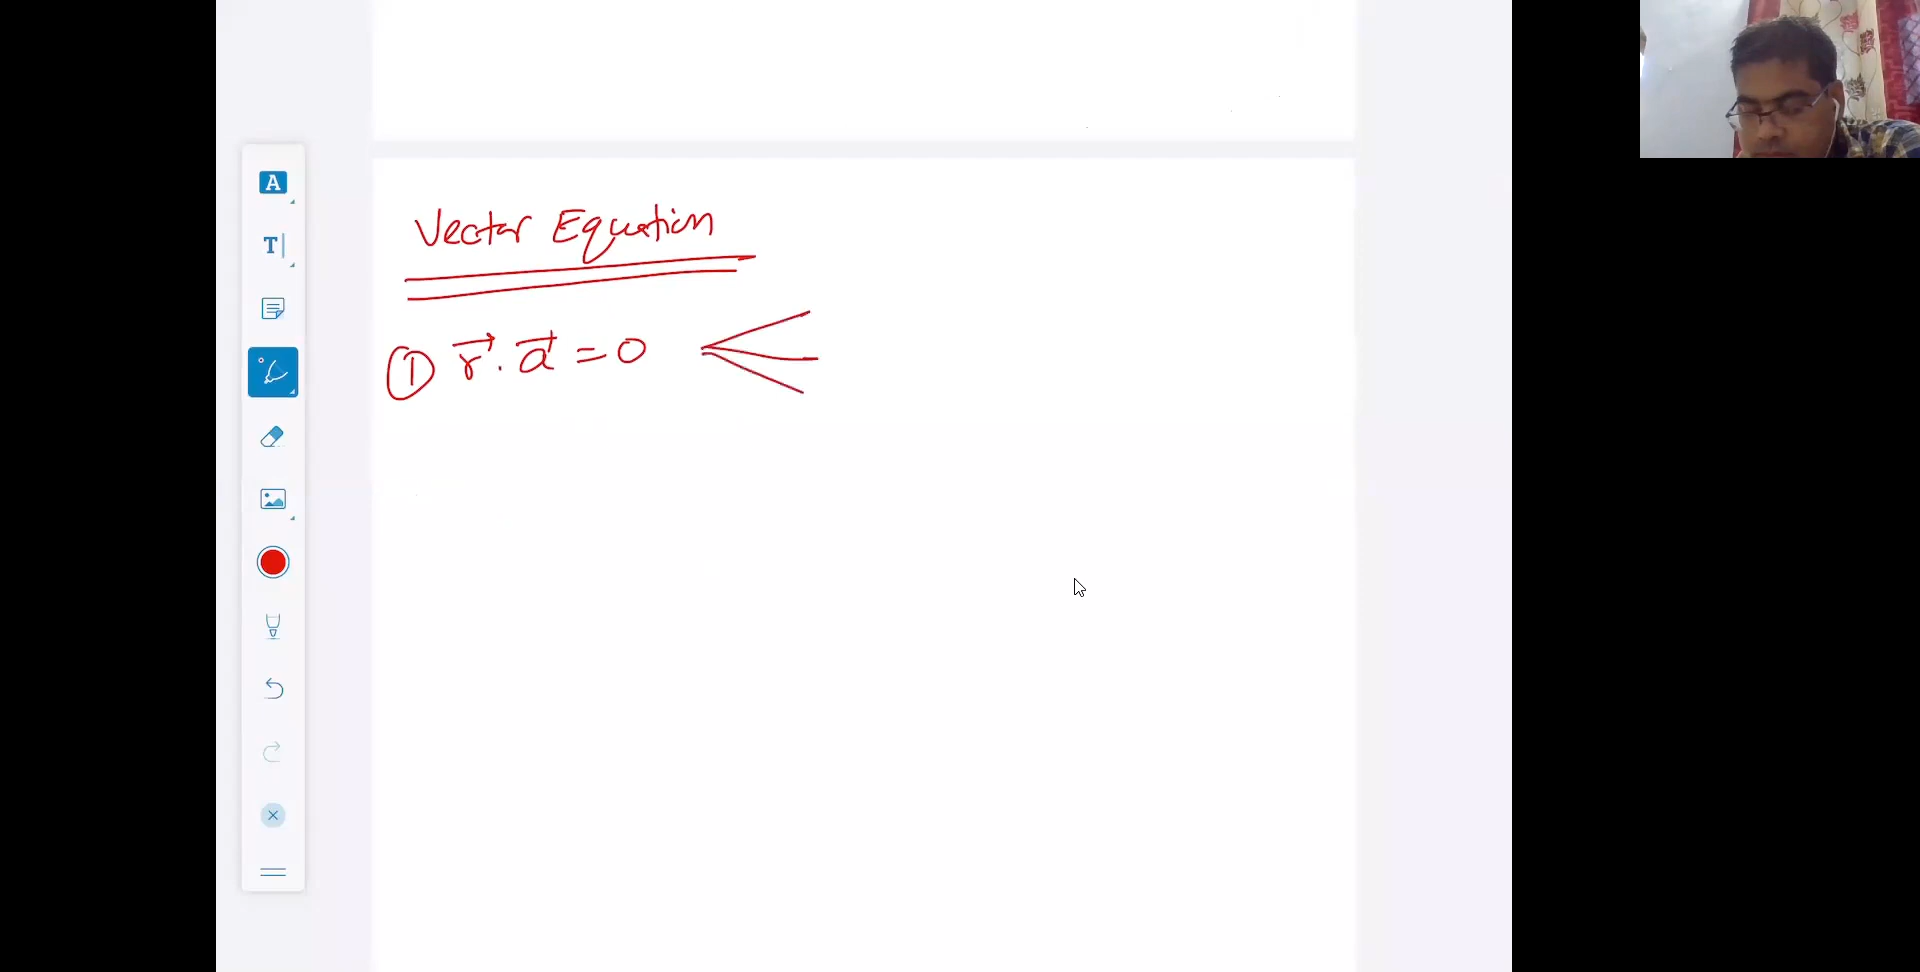 Vector Equation
① r⃗ . a⃗ = 0
A
T